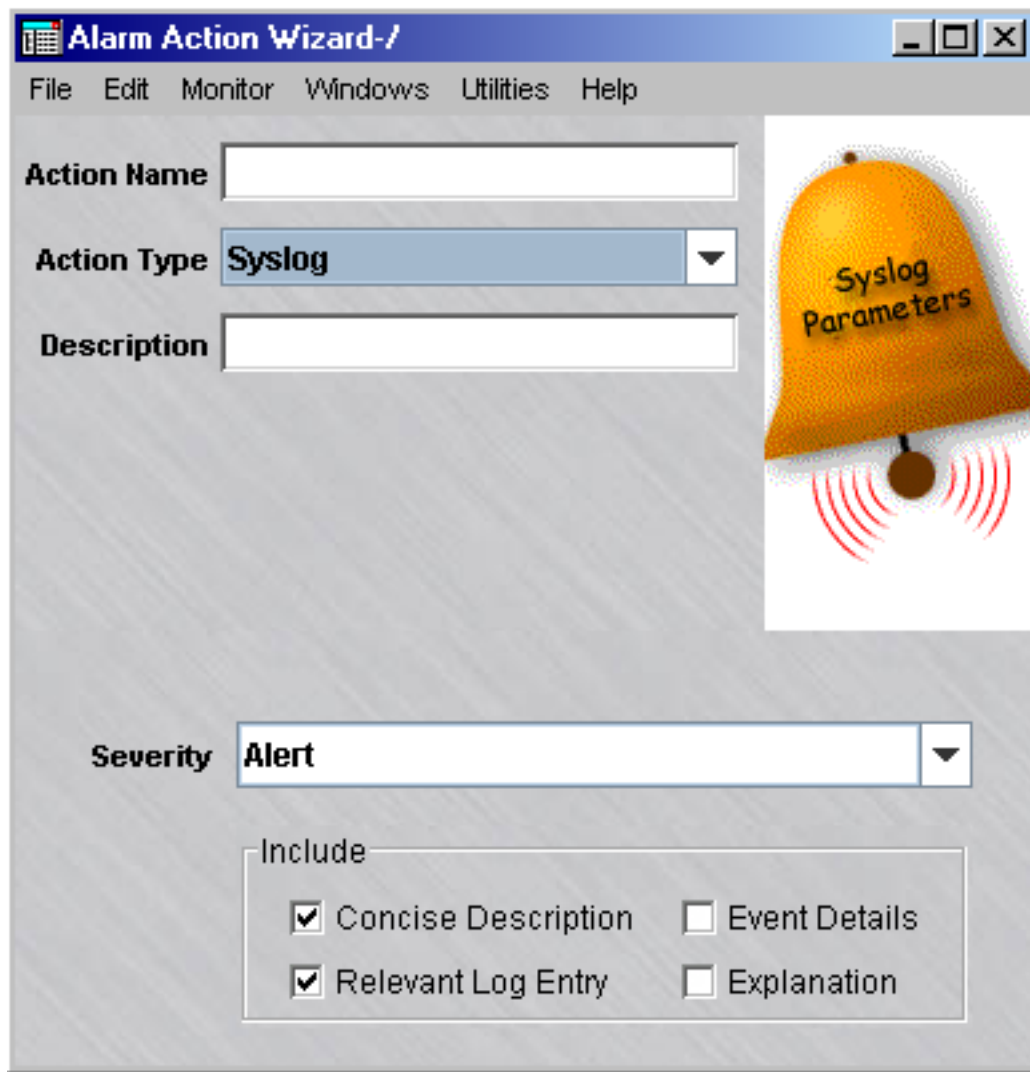 Alarm Action Wizard-/
File Edit Monitor Windows Utilities Help
Action Name
Action Type Syslog
Description
Syslog
Parameters
Severity Alert
Include
Concise Description Event Details
Relevant Log Entry Explanation